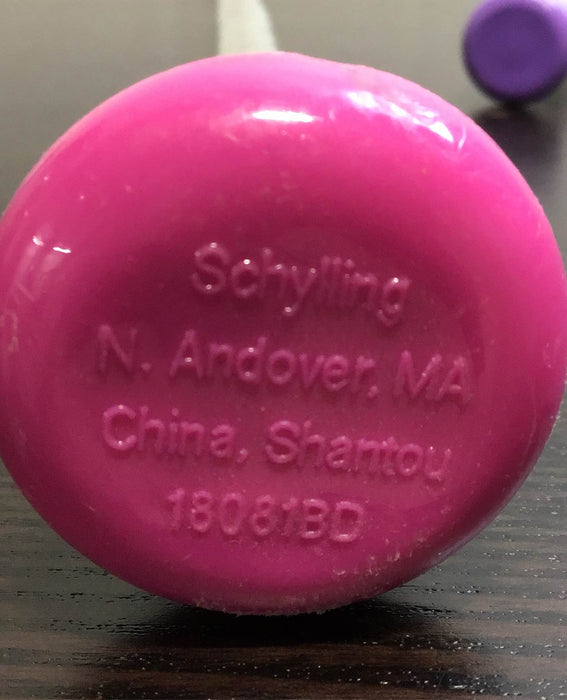 Schylling
N. Andover, MA
China, Shantou
18081BD